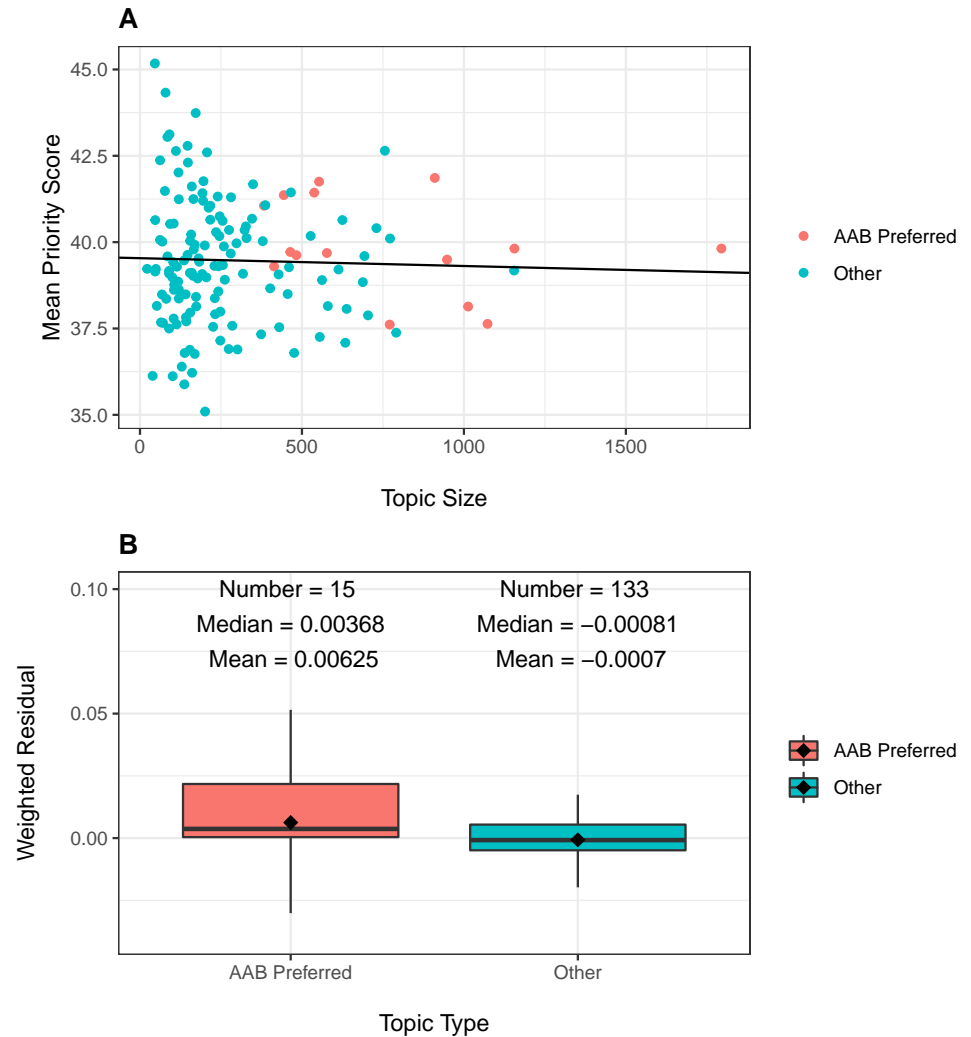 A
45.0
42.5
40.0
37.5
35.0
Mean Priority Score
0 500 1000 1500
Topic Size
AAB Preferred
Other
B
0.10
0.05
0.00
Weighted Residual
Number = 15 Number = 133
Median = 0.00368 Median = −0.00081
Mean = 0.00625 Mean = −0.0007
AAB Preferred Other
Topic Type
AAB Preferred
Other